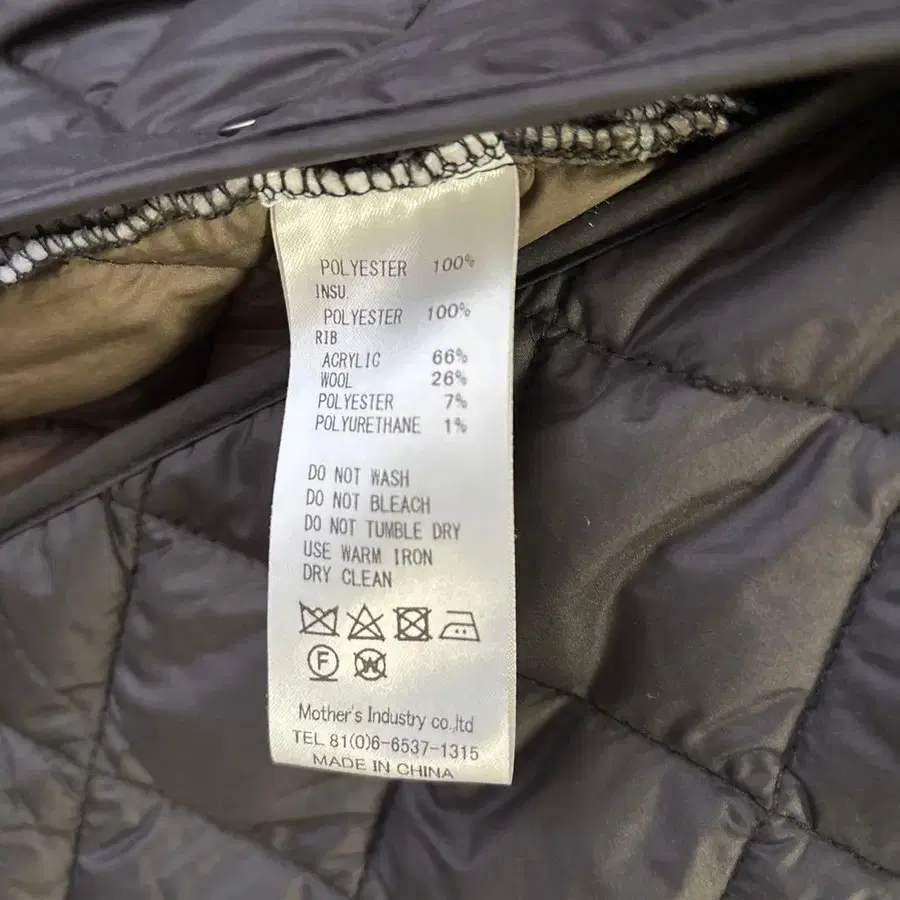 POLYESTER 100%
INSU.
POLYESTER 100%
RIB
ACRYLIC 66%
WOOL 26%
POLYESTER 7%
POLYURETHANE 1%
DO NOT WASH
DO NOT BLEACH
DO NOT TUMBLE DRY
USE WARM IRON
DRY CLEAN
F W
Mother's Industry co.,ltd
TEL 81(0)6-6537-1315
MADE IN CHINA